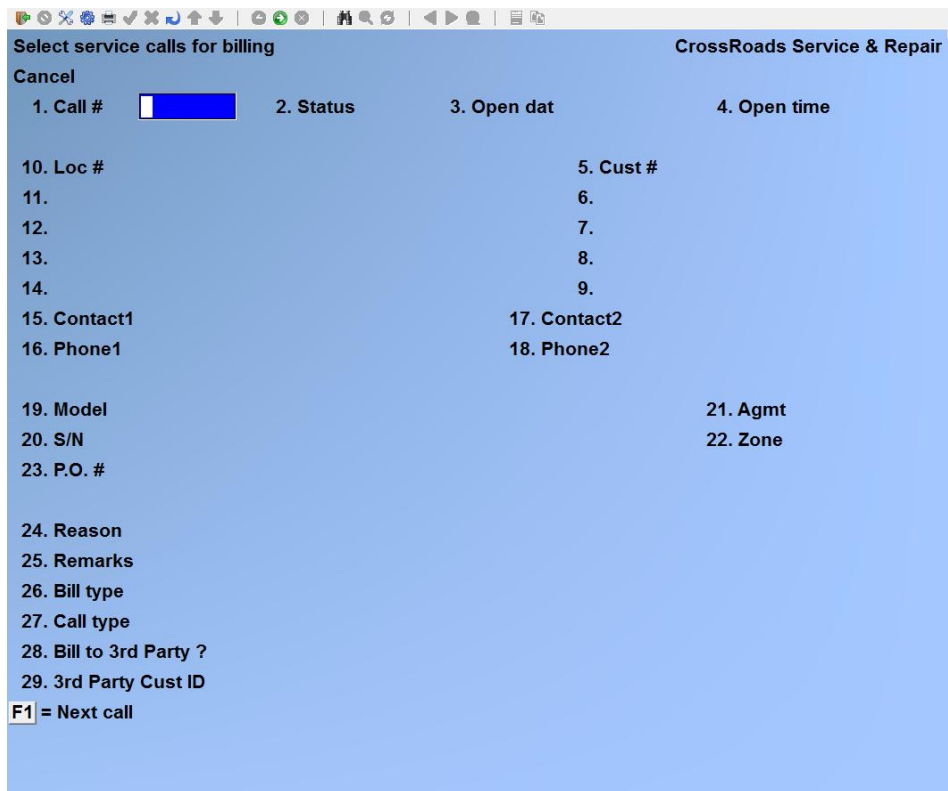 Select service calls for billing CrossRoads Service & Repair
Cancel
1. Call # 2. Status 3. Open dat 4. Open time
10. Loc # 5. Cust #
11. 6.
12. 7.
13. 8.
14. 9.
15. Contact1 17. Contact2
16. Phone1 18. Phone2
19. Model 21. Agmt
20. S/N 22. Zone
23. P.O. #
24. Reason
25. Remarks
26. Bill type
27. Call type
28. Bill to 3rd Party ?
29. 3rd Party Cust ID
F1 = Next call